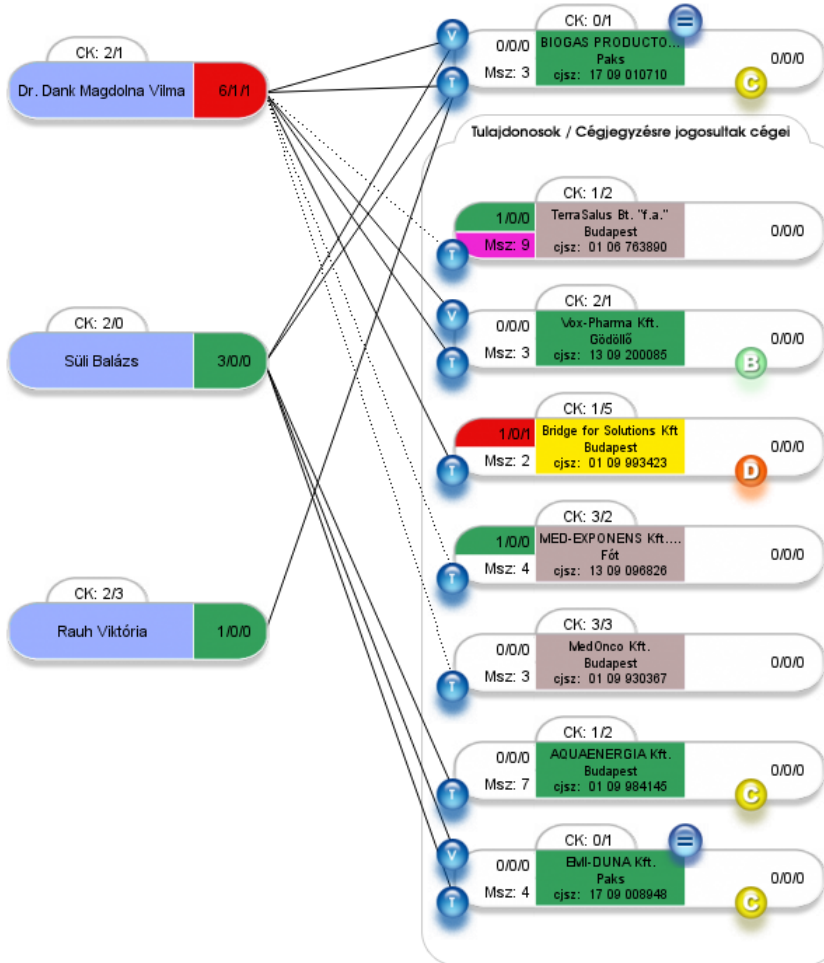 CK: 2/1
Dr. Dank Magdolna Vilma
6/1/1
CK: 2/0
Süli Balázs
3/0/0
CK: 2/3
Rauh Viktória
1/0/0
CK: 0/1
=
V
0/0/0
BIOGAS PRODUCTO...
0/0/0
Paks
T
Msz: 3
cjsz: 17 09 010710
C
Tulajdonosok / Cégjegyzésre jogosultak cégei
CK: 1/2
1/0/0
TerraSalus Bt. "f.a."
0/0/0
Budapest
T
Msz: 9
cjsz: 01 06 763890
CK: 2/1
V
0/0/0
Vox-Pharma Kft.
0/0/0
Gödöllő
T
Msz: 3
cjsz: 13 09 200085
B
CK: 1/5
1/0/1
Bridge for Solutions Kft
0/0/0
Budapest
T
Msz: 2
cjsz: 01 09 993423
D
CK: 3/2
1/0/0
MED-EXPONENS Kft....
0/0/0
Fót
T
Msz: 4
cjsz: 13 09 096826
CK: 3/3
0/0/0
MedOnco Kft.
0/0/0
Budapest
T
Msz: 3
cjsz: 01 09 930367
CK: 1/2
0/0/0
AQUAENERGIA Kft.
0/0/0
Budapest
T
Msz: 7
cjsz: 01 09 984145
C
CK: 0/1
=
V
0/0/0
EMI-DUNA Kft.
0/0/0
Paks
T
Msz: 4
cjsz: 17 09 008948
C